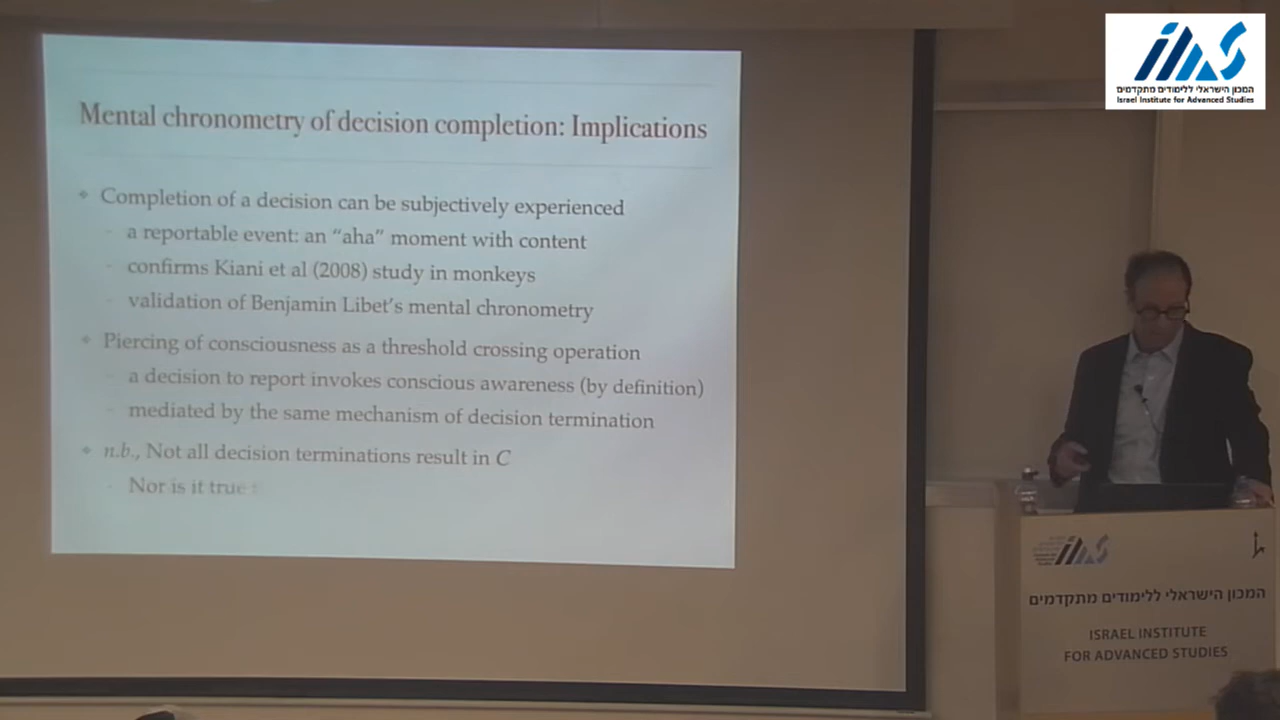 Mental chronometry of decision completion: Implications
Completion of a decision can be subjectively experienced
- a reportable event: an “aha” moment with content
- confirms Kiani et al (2008) study in monkeys
- validation of Benjamin Libet's mental chronometry
Piercing of consciousness as a threshold crossing operation
- a decision to report invokes conscious awareness (by definition)
- mediated by the same mechanism of decision termination
n.b., Not all decision terminations result in C
- Nor is it true
המכון הישראלי ללימודים מתקדמים
Israel Institute for Advanced Studies
המכון הישראלי ללימודים מתקדמים
ISRAEL INSTITUTE
FOR ADVANCED STUDIES